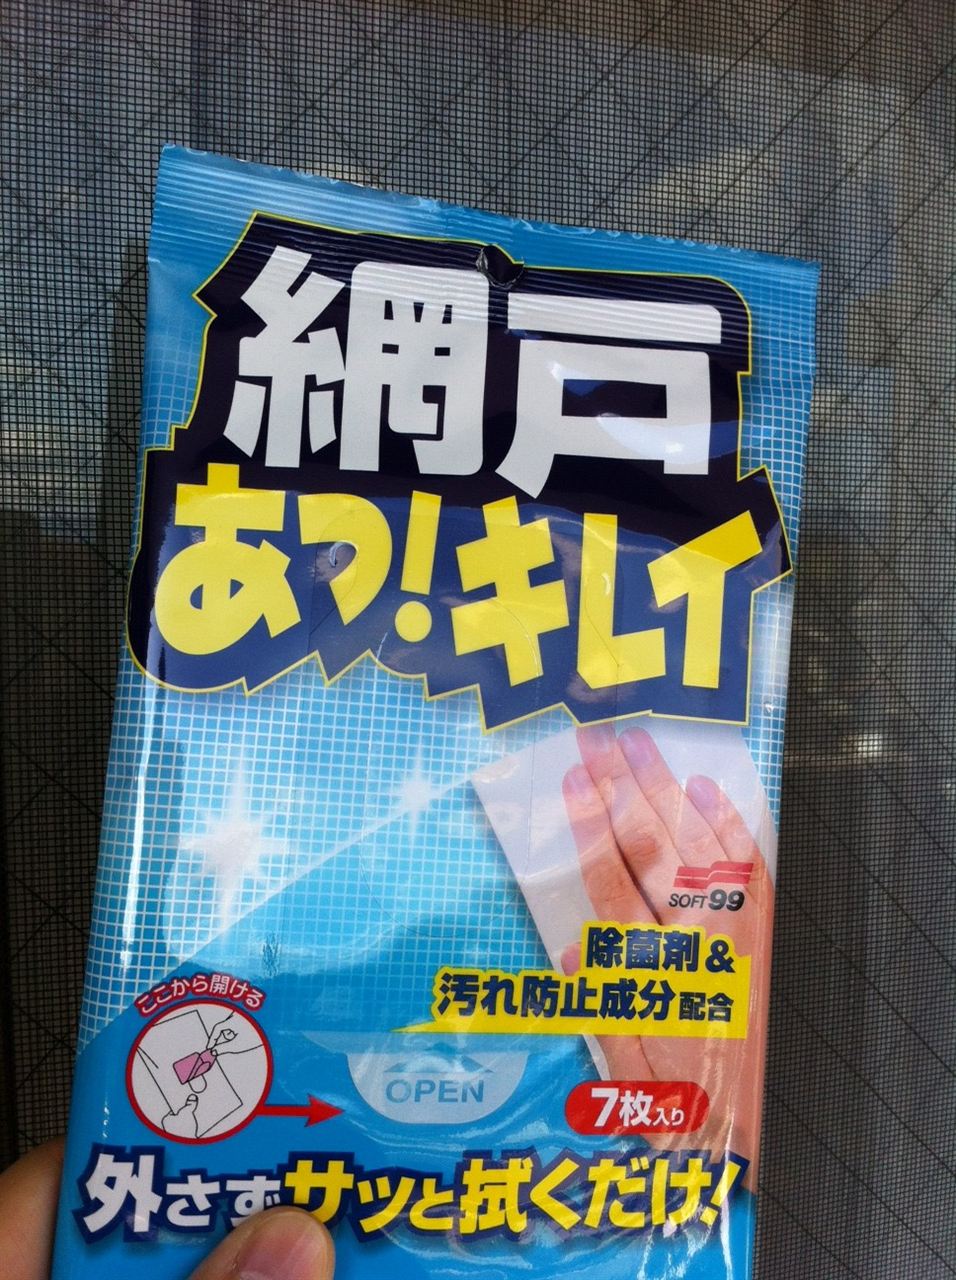 網戸
あっ!キレイ
SOFT99
除菌剤&
汚れ防止成分配合
ここから開ける
OPEN
7枚入り
外さずサッと拭くだけ!